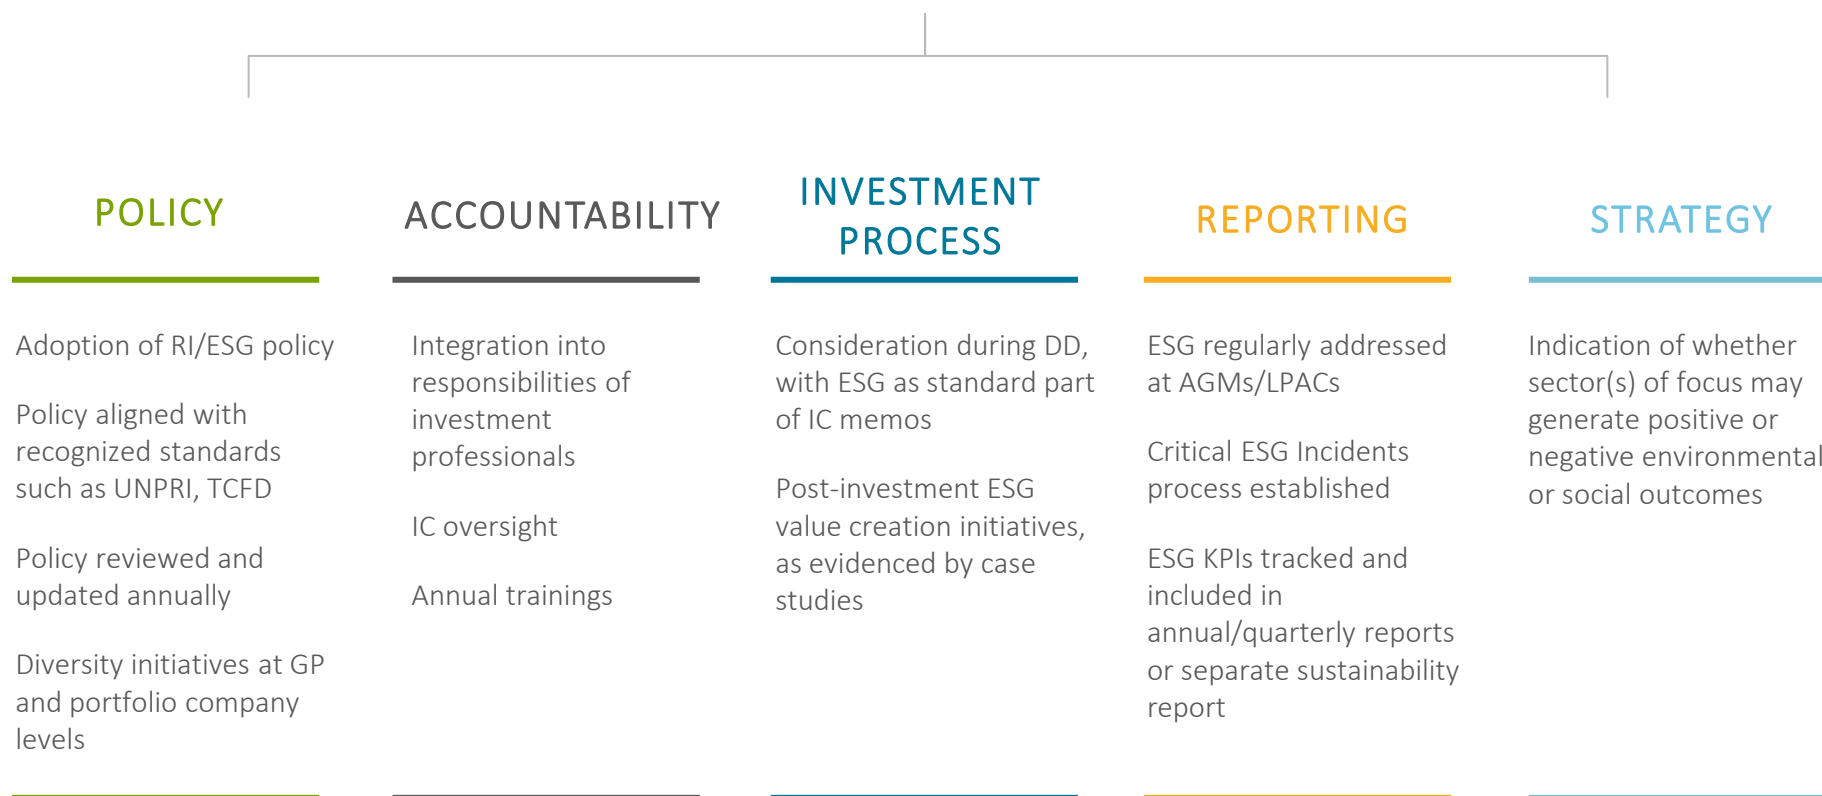 POLICY
Adoption of RI/ESG policy
Policy aligned with
recognized standards
such as UNPRI, TCFD
Policy reviewed and
updated annually
Diversity initiatives at GP
and portfolio company
levels
ACCOUNTABILITY
Integration into
responsibilities of
investment
professionals
IC oversight
Annual trainings
INVESTMENT
PROCESS
Consideration during DD,
with ESG as standard part
of IC memos
Post-investment ESG
value creation initiatives,
as evidenced by case
studies
REPORTING
ESG regularly addressed
at AGMs/LPACs
Critical ESG Incidents
process established
ESG KPIs tracked and
included in
annual/quarterly reports
or separate sustainability
report
STRATEGY
Indication of whether
sector(s) of focus may
generate positive or
negative environmental
or social outcomes